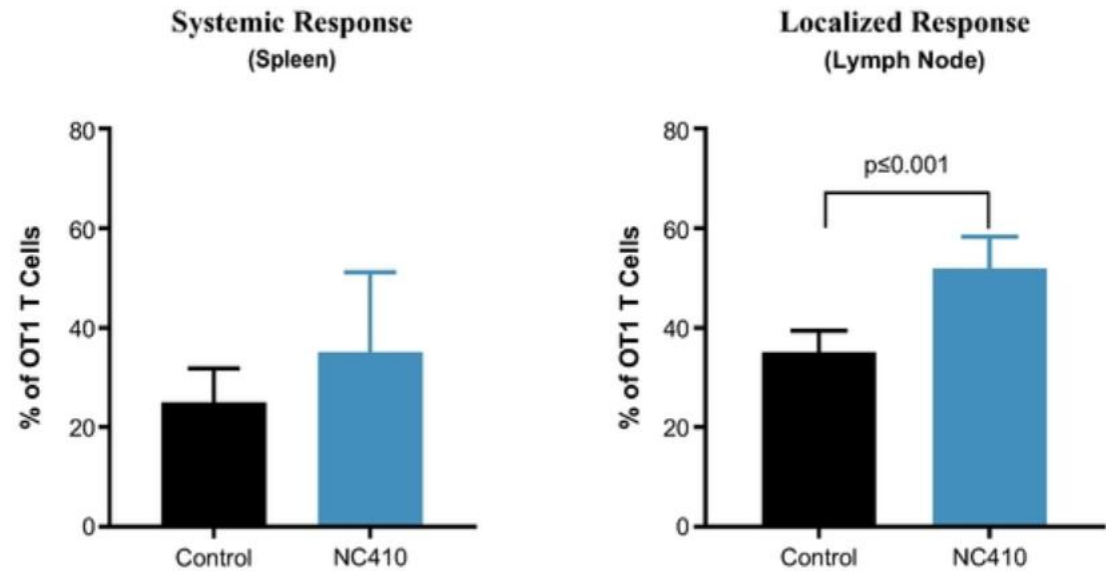 Systemic Response
(Spleen)
% of OT1 T Cells
80
60
40
20
0
Control
NC410
Localized Response
(Lymph Node)
% of OT1 T Cells
80
60
40
20
0
p≤0.001
Control
NC410